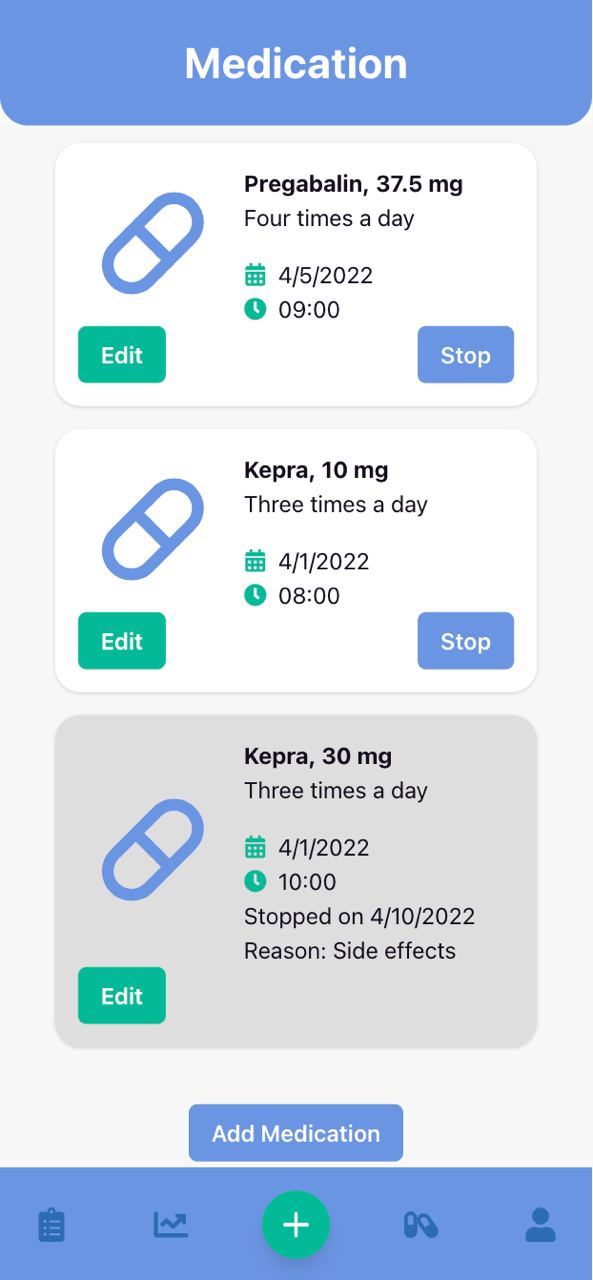 Medication
Pregabalin, 37.5 mg
Four times a day
4/5/2022
09:00
Edit
Stop
Kepra, 10 mg
Three times a day
4/1/2022
08:00
Edit
Stop
Kepra, 30 mg
Three times a day
4/1/2022
10:00
Stopped on 4/10/2022
Reason: Side effects
Edit
Add Medication